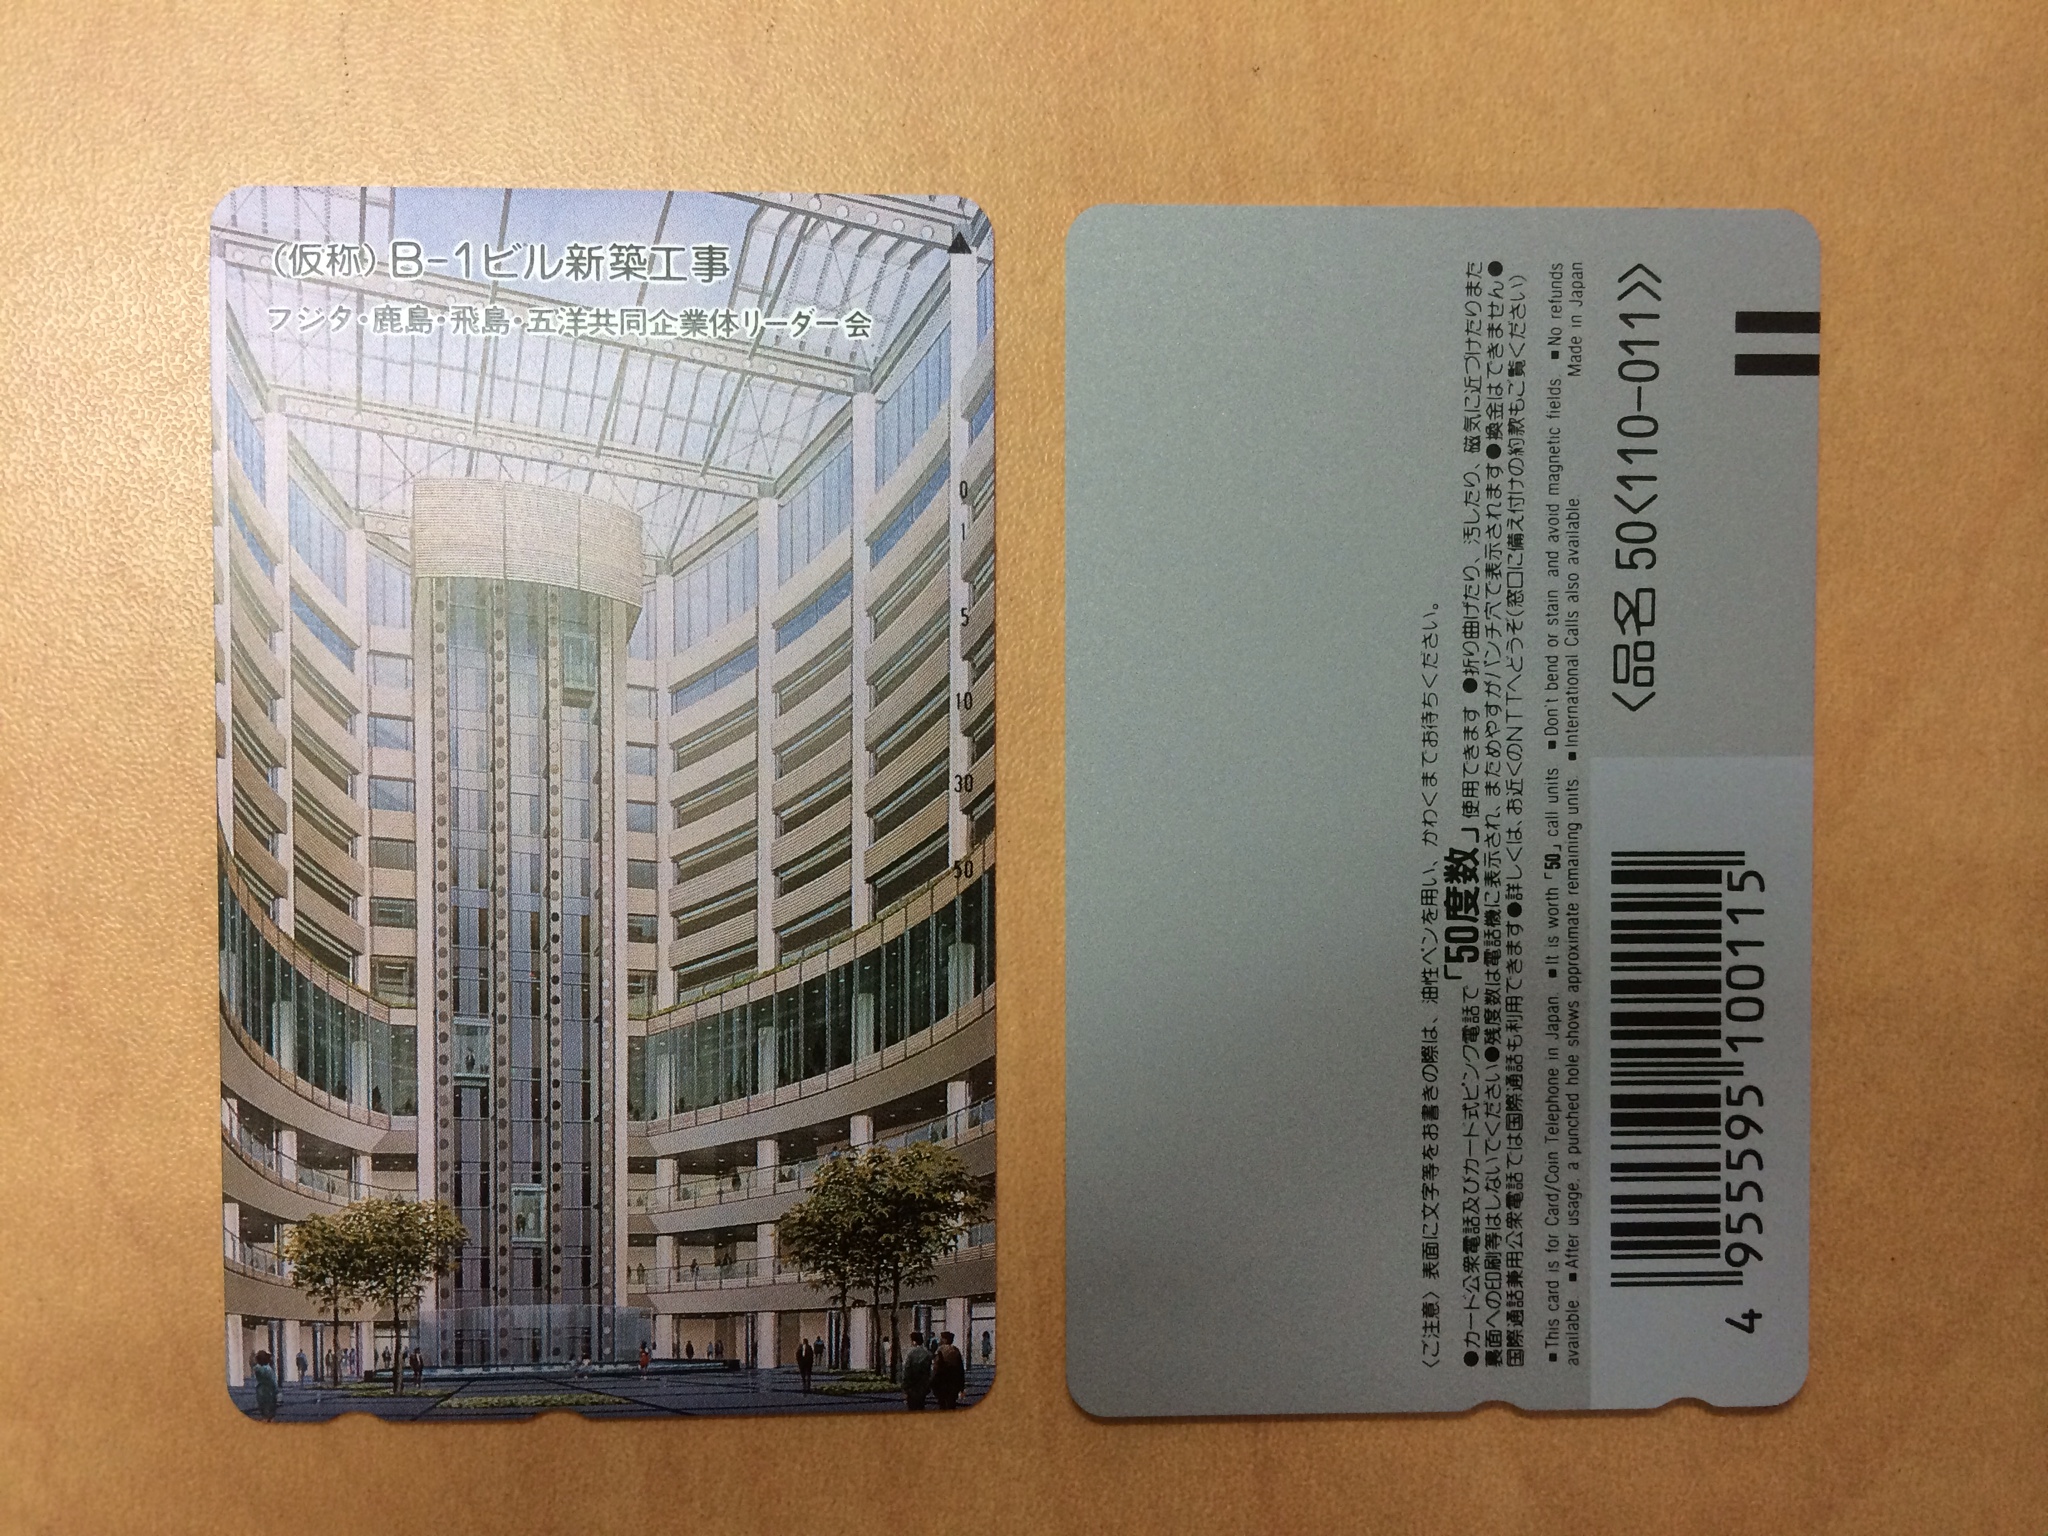 (仮称) B-1ビル新築工事
フジタ・鹿島・飛島・五洋共同企業体リーダー会
0
1
5
10
30
50
〈ご注意〉表面に文字等をお書きの際は、油性ペンを用い、かわくまでお待ちください。
●カード公衆電話及びカード式ピンク電話で「50度数」使用できます ●折り曲げたり、汚したり、磁気に近づけたりまた
裏面への印刷等はしないでください●残度数は電話機に表示され、まためやすがパンチ穴で表示されます●換金はできません●
国際通話兼用公衆電話では国際通話も利用できます●詳しくは、お近くのNTTへどうぞ(窓口に備え付けの約款もご覧ください)
■This card is for Card/Coin Telephone in Japan. ■It is worth「50」call units ■Don't bend or stain and avoid magnetic fields. ■No refunds
available. ■After usage, a punched hole shows approximate remaining units. ■International Calls also available Made in Japan
〈品名 50〈110-011〉〉
4 955595 100115